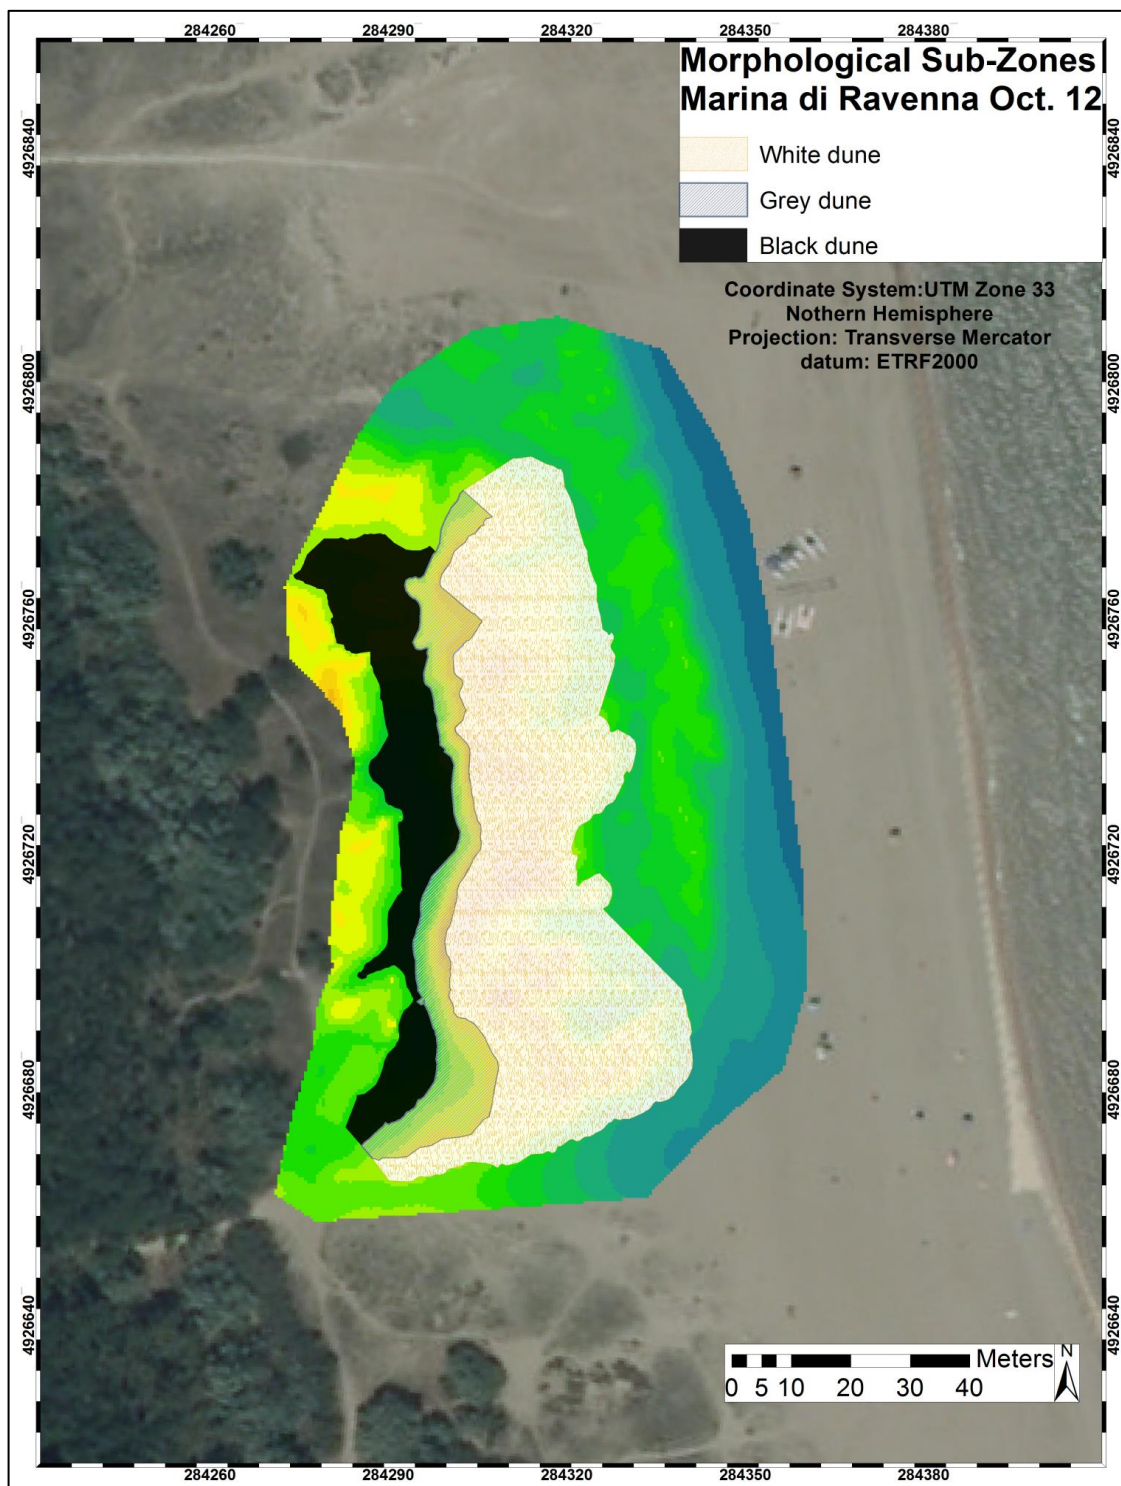 284260 284290 284320 284350 284380
Morphological Sub-Zones
Marina di Ravenna Oct. 12
White dune
Grey dune
Black dune
Coordinate System:UTM Zone 33
Nothern Hemisphere
Projection: Transverse Mercator
datum: ETRF2000
4926840 4926840
4926800 4926800
4926760 4926760
4926720 4926720
4926680 4926680
4926640 4926640
Meters
N
0 5 10 20 30 40
284260 284290 284320 284350 284380